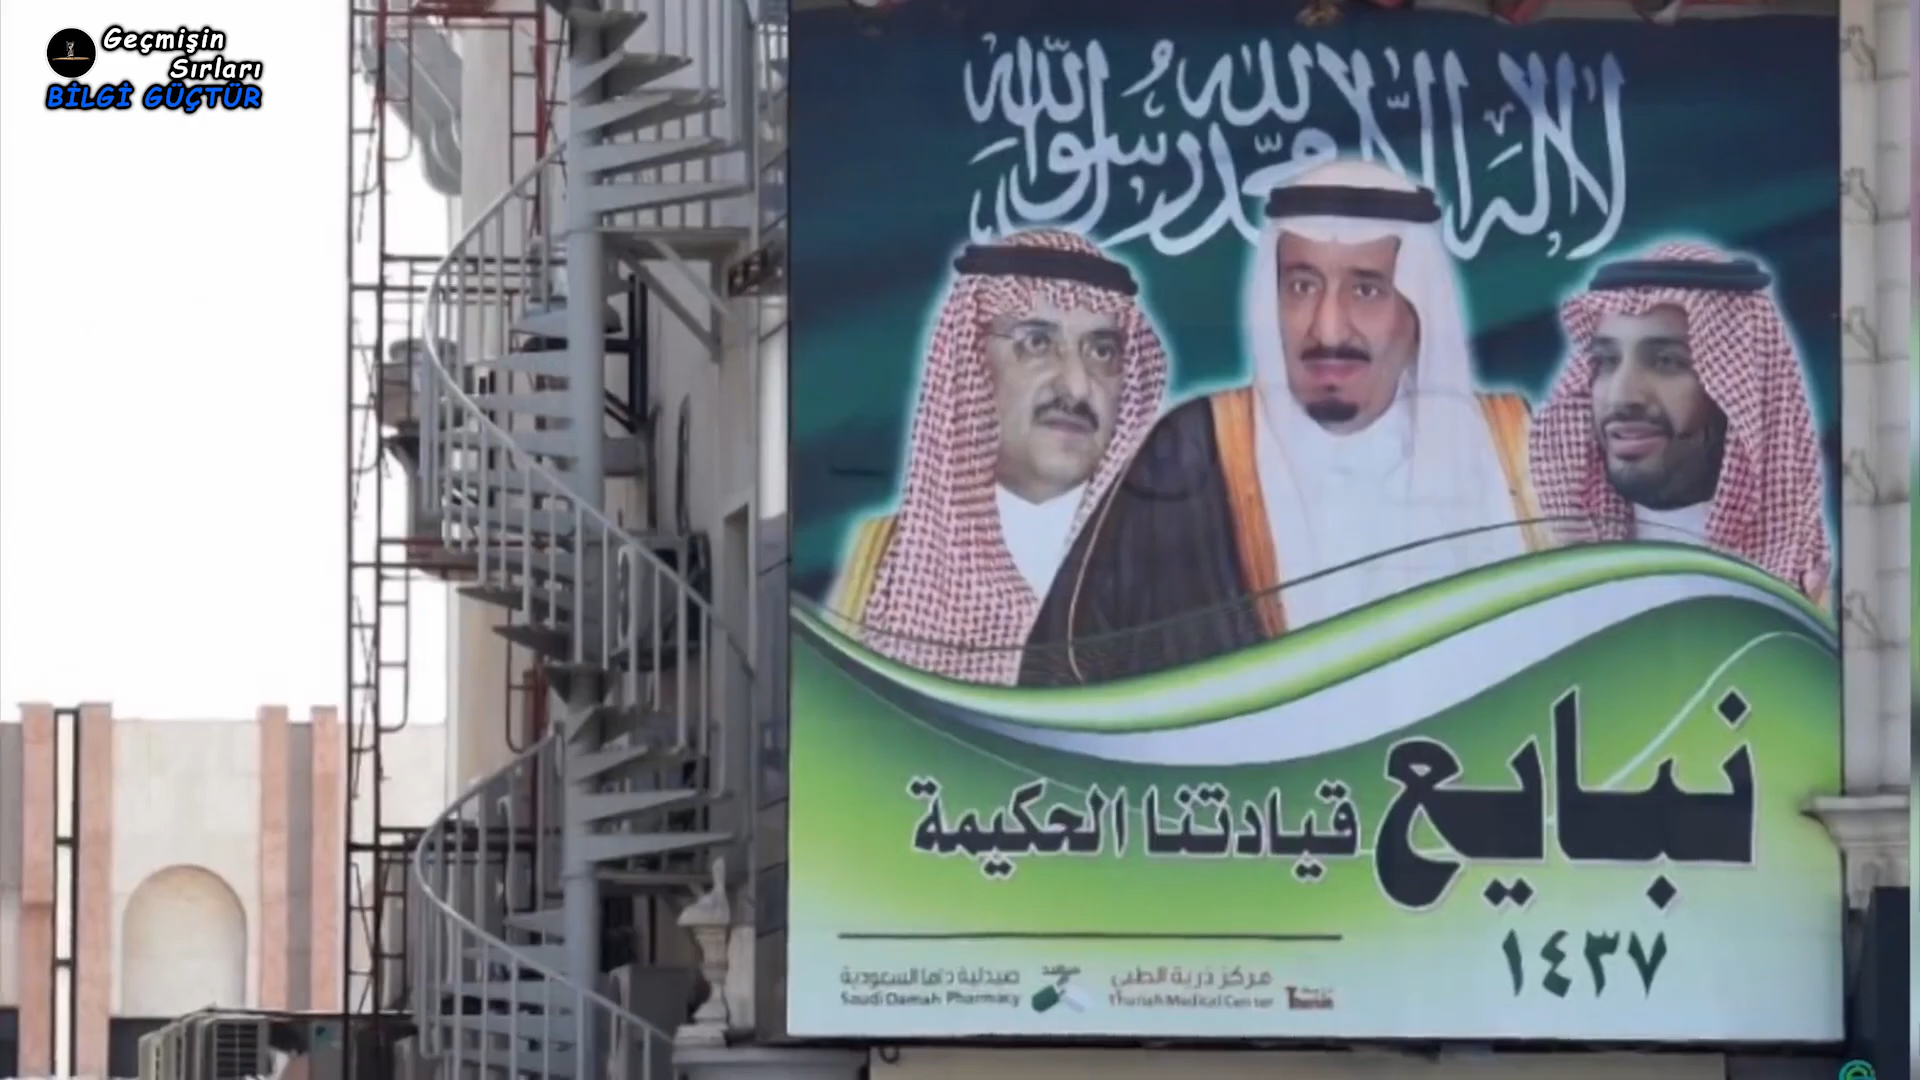 Geçmişin
Sırları
BİLGİ GÜÇTÜR
لا إله إلا الله محمد رسول الله
نبايع قيادتنا الحكيمة
١٤٣٧
مركز ذرية الطبي
Thuriah Medical Center
صيدلية داما السعودية
Saudi Damah Pharmacy